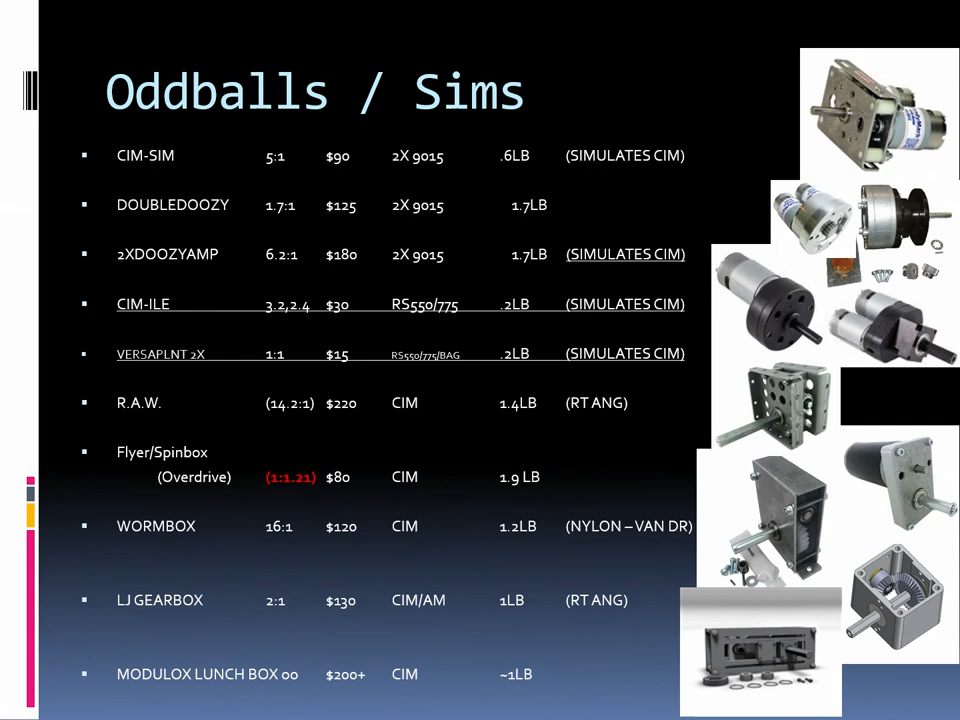 Oddballs / Sims
CIM-SIM 5:1 $90 2X 9015 .6LB (SIMULATES CIM)
DOUBLEDOOZY 1.7:1 $125 2X 9015 1.7LB
2XDOOZYAMP 6.2:1 $180 2X 9015 1.7LB (SIMULATES CIM)
CIM-ILE 3.2,2.4 $30 RS550/775 .2LB (SIMULATES CIM)
VERSAPLNT 2X 1:1 $15 RS550/775/BAG .2LB (SIMULATES CIM)
R.A.W. (14.2:1) $220 CIM 1.4LB (RT ANG)
Flyer/Spinbox
(Overdrive) (1:1.21) $80 CIM 1.9 LB
WORMBOX 16:1 $120 CIM 1.2LB (NYLON – VAN DR)
LJ GEARBOX 2:1 $130 CIM/AM 1LB (RT ANG)
MODULOX LUNCH BOX 00 $200+ CIM ~1LB